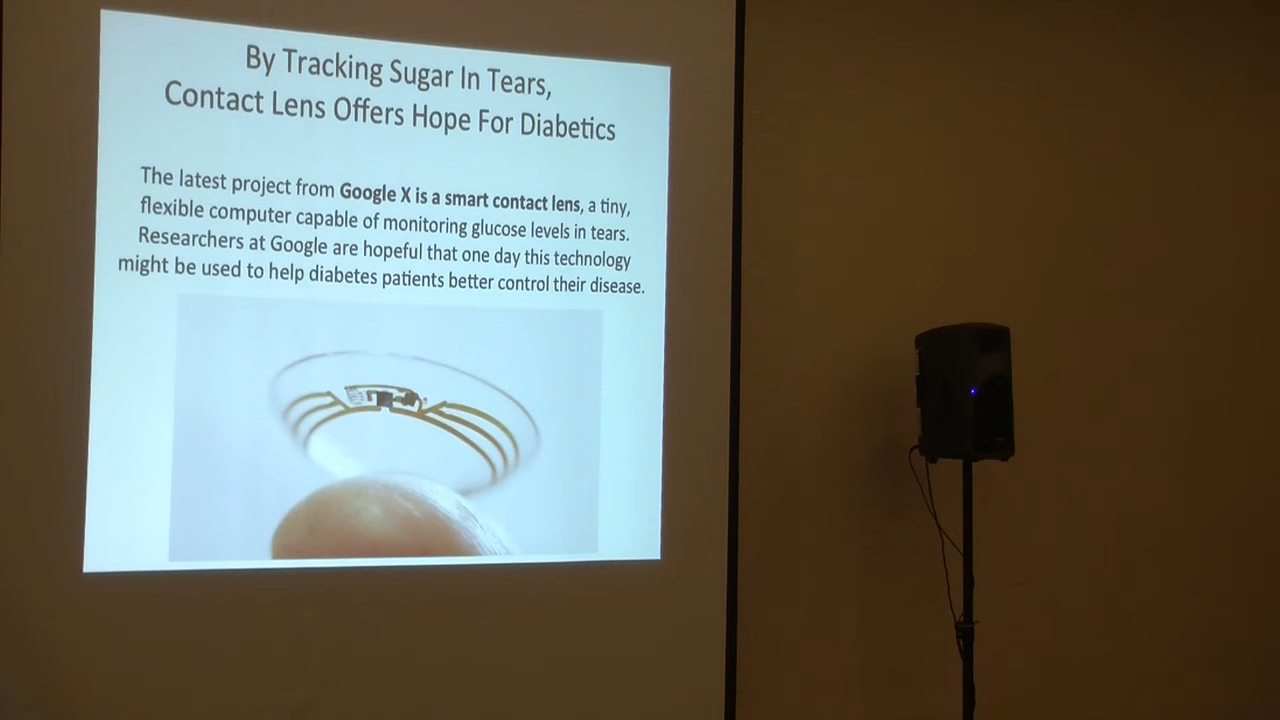 By Tracking Sugar In Tears,
Contact Lens Offers Hope For Diabetics
The latest project from Google X is a smart contact lens, a tiny,
flexible computer capable of monitoring glucose levels in tears.
Researchers at Google are hopeful that one day this technology
might be used to help diabetes patients better control their disease.